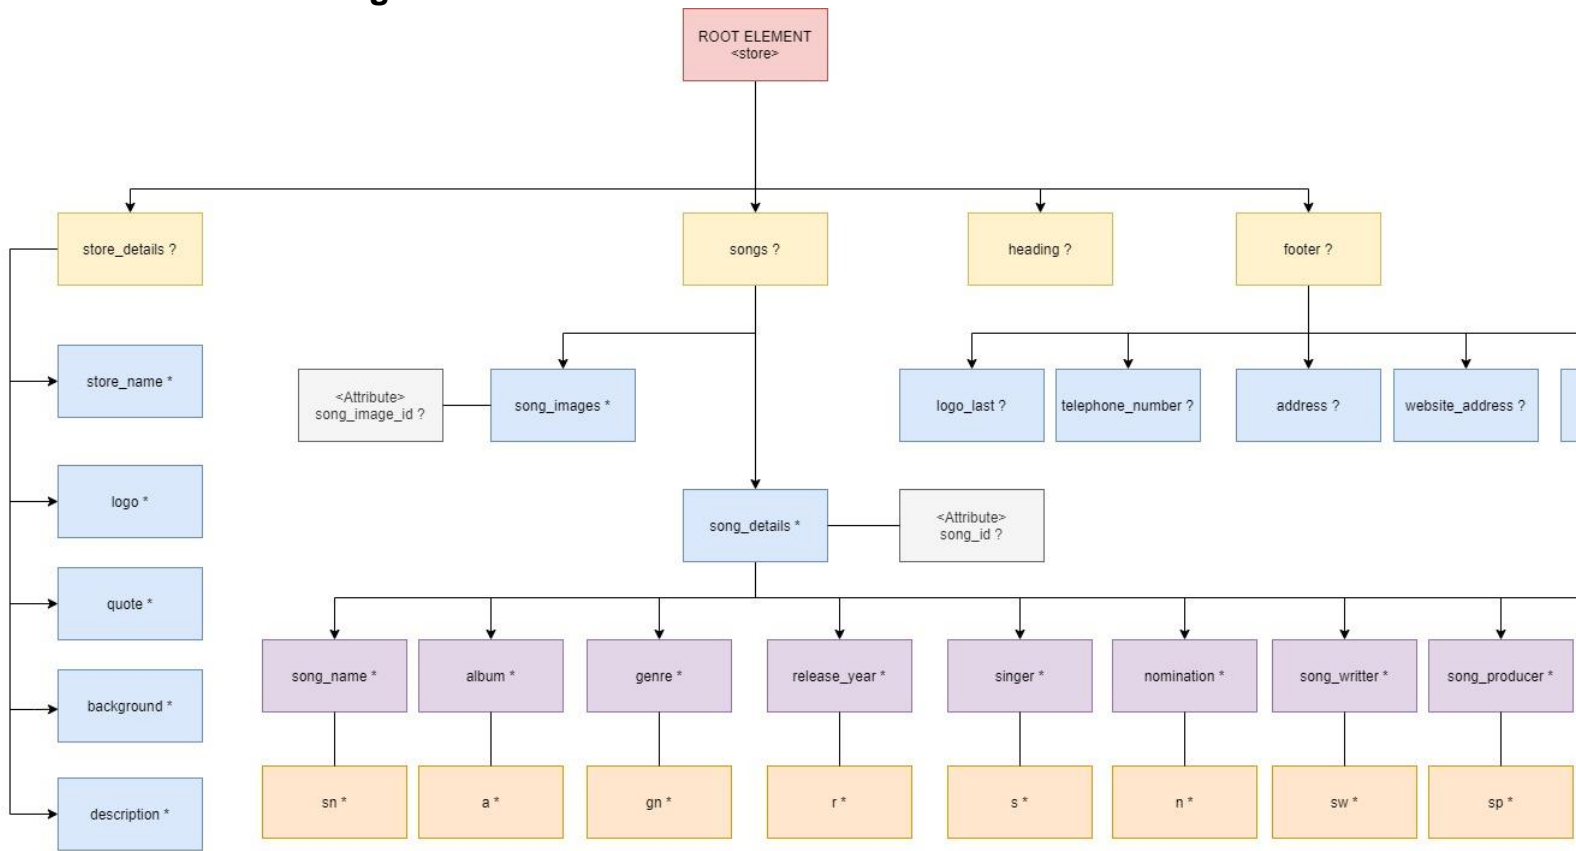 ROOT ELEMENT
<store>
store_details ?
songs ?
heading ?
footer ?
store_name *
<Attribute>
song_image_id ?
song_images *
logo_last ?
telephone_number ?
address ?
website_address ?
logo *
song_details *
<Attribute>
song_id ?
quote *
song_name *
album *
genre *
release_year *
singer *
nomination *
song_writter *
song_producer *
background *
sn *
a *
gn *
r *
s *
n *
sw *
sp *
description *